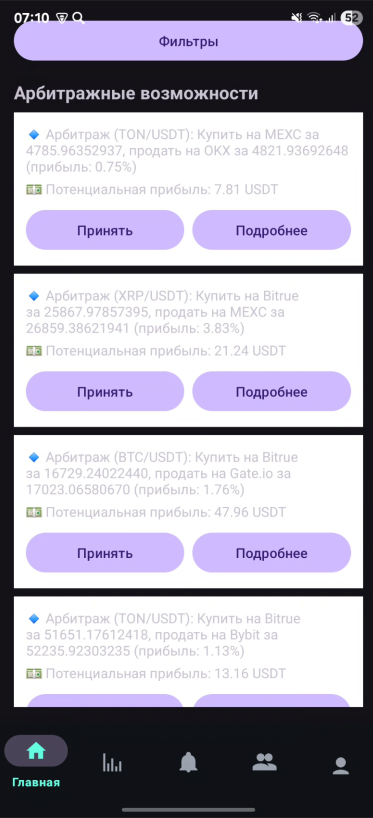 07:10
52
Фильтры
Арбитражные возможности
🔹 Арбитраж (TON/USDT): Купить на MEXC за
4785.96352937, продать на OKX за 4821.93692648
(прибыль: 0.75%)
💵 Потенциальная прибыль: 7.81 USDT
Принять
Подробнее
🔹 Арбитраж (XRP/USDT): Купить на Bitrue
за 25867.97857395, продать на MEXC за
26859.38621941 (прибыль: 3.83%)
💵 Потенциальная прибыль: 21.24 USDT
Принять
Подробнее
🔹 Арбитраж (BTC/USDT): Купить на Bitrue
за 16729.24022440, продать на Gate.io за
17023.06580670 (прибыль: 1.76%)
💵 Потенциальная прибыль: 47.96 USDT
Принять
Подробнее
🔹 Арбитраж (TON/USDT): Купить на Bitrue
за 51651.17612418, продать на Bybit за
52235.92303235 (прибыль: 1.13%)
💵 Потенциальная прибыль: 13.16 USDT
Главная